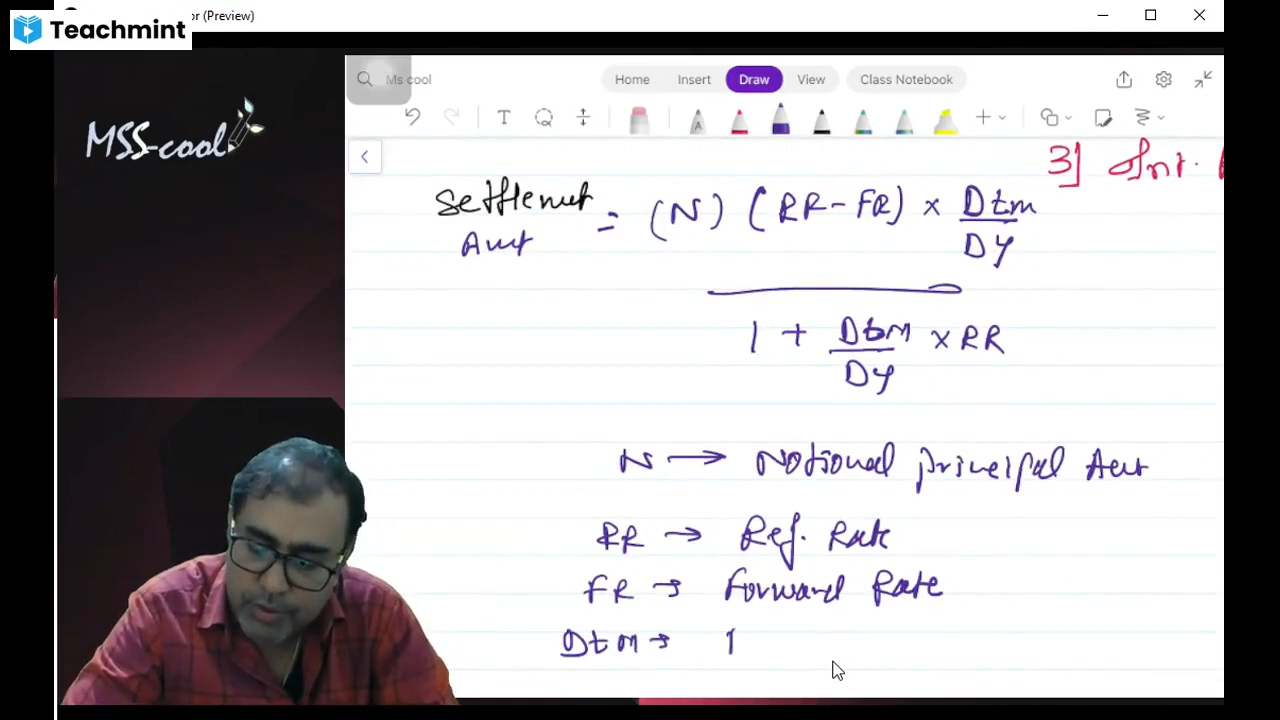 or (Preview)
Teachmint
Ms cool
Home Insert Draw View Class Notebook
MSS-cool
3] Int.
Settlement
Amt = (N) (RR-FR) × Dtm
Dy
1 + Dtm × RR
Dy
N → Notional principal Amt
RR → Ref. Rate
FR → Forward Rate
Dtm →